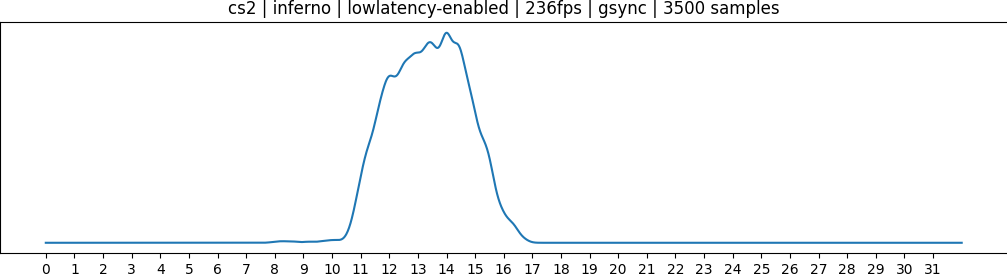 cs2 | inferno | lowlatency-enabled | 236fps | gsync | 3500 samples
0 1 2 3 4 5 6 7 8 9 10 11 12 13 14 15 16 17 18 19 20 21 22 23 24 25 26 27 28 29 30 31